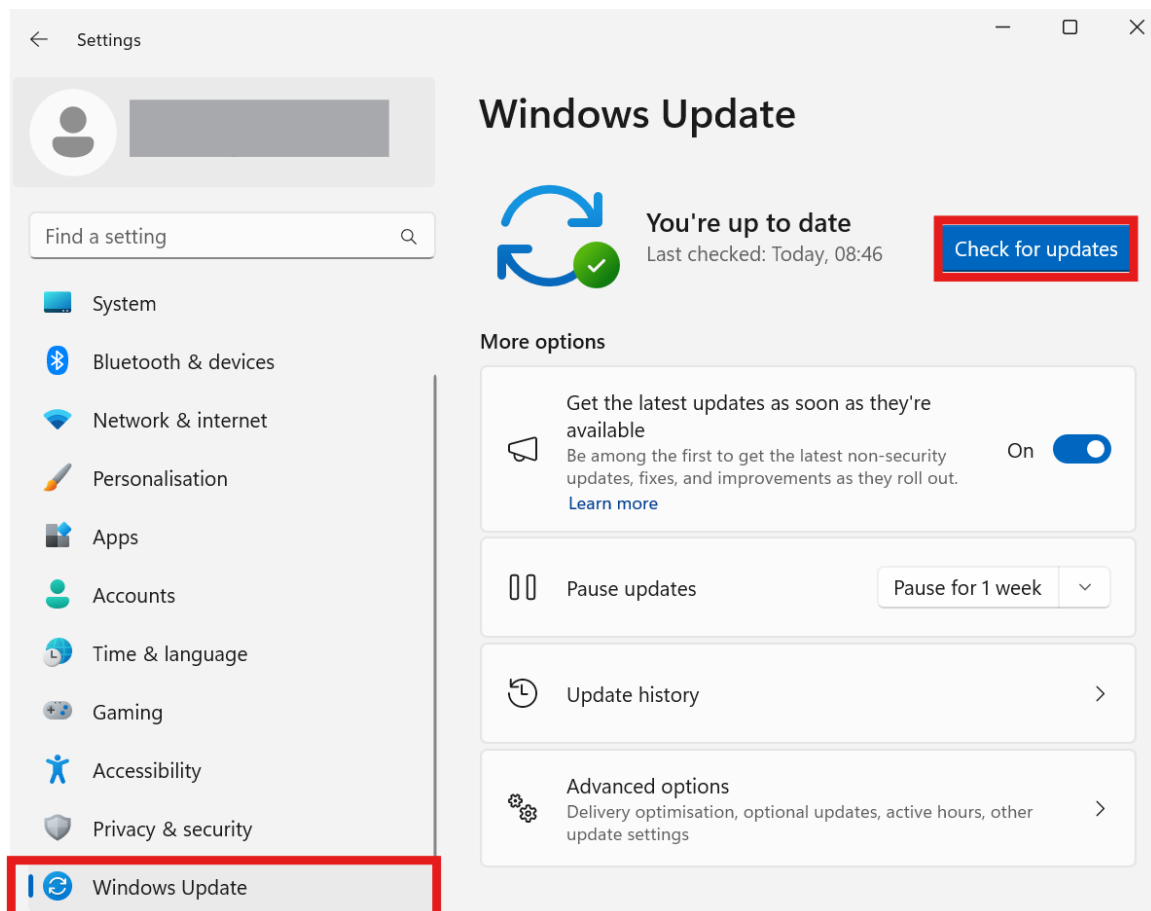 Settings
Find a setting
System
Bluetooth & devices
Network & internet
Personalisation
Apps
Accounts
Time & language
Gaming
Accessibility
Privacy & security
Windows Update
Windows Update
You're up to date
Last checked: Today, 08:46
Check for updates
More options
Get the latest updates as soon as they're
available
Be among the first to get the latest non-security
updates, fixes, and improvements as they roll out.
Learn more
On
Pause updates
Pause for 1 week
Update history
Advanced options
Delivery optimisation, optional updates, active hours, other
update settings